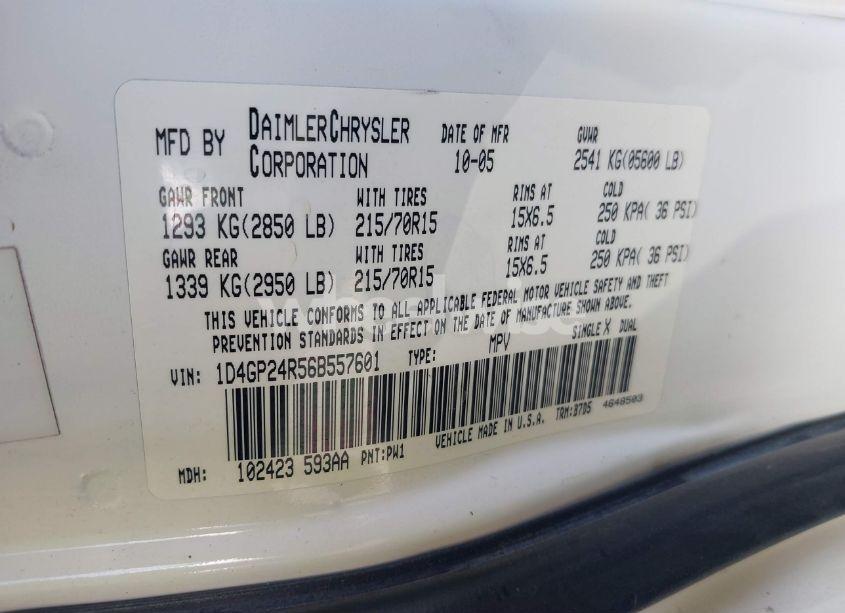 MFD BY DAIMLERCHRYSLER CORPORATION DATE OF MFR 10-05 GVWR 2541 KG(05600 LB)
GAWR FRONT WITH TIRES RIMS AT COLD
1293 KG(2850 LB) 215/70R15 15X6.5 250 KPA( 36 PSI)
GAWR REAR WITH TIRES RIMS AT COLD
1339 KG(2950 LB) 215/70R15 15X6.5 250 KPA( 36 PSI)
THIS VEHICLE CONFORMS TO ALL APPLICABLE FEDERAL MOTOR VEHICLE SAFETY AND THEFT
PREVENTION STANDARDS IN EFFECT ON THE DATE OF MANUFACTURE SHOWN ABOVE.
VIN: 1D4GP24R56B557601 TYPE: MPV SINGLE X DUAL
VEHICLE MADE IN U.S.A. TRM:B7D5 4648503
MDH: 102423 593AA PNT:PW1